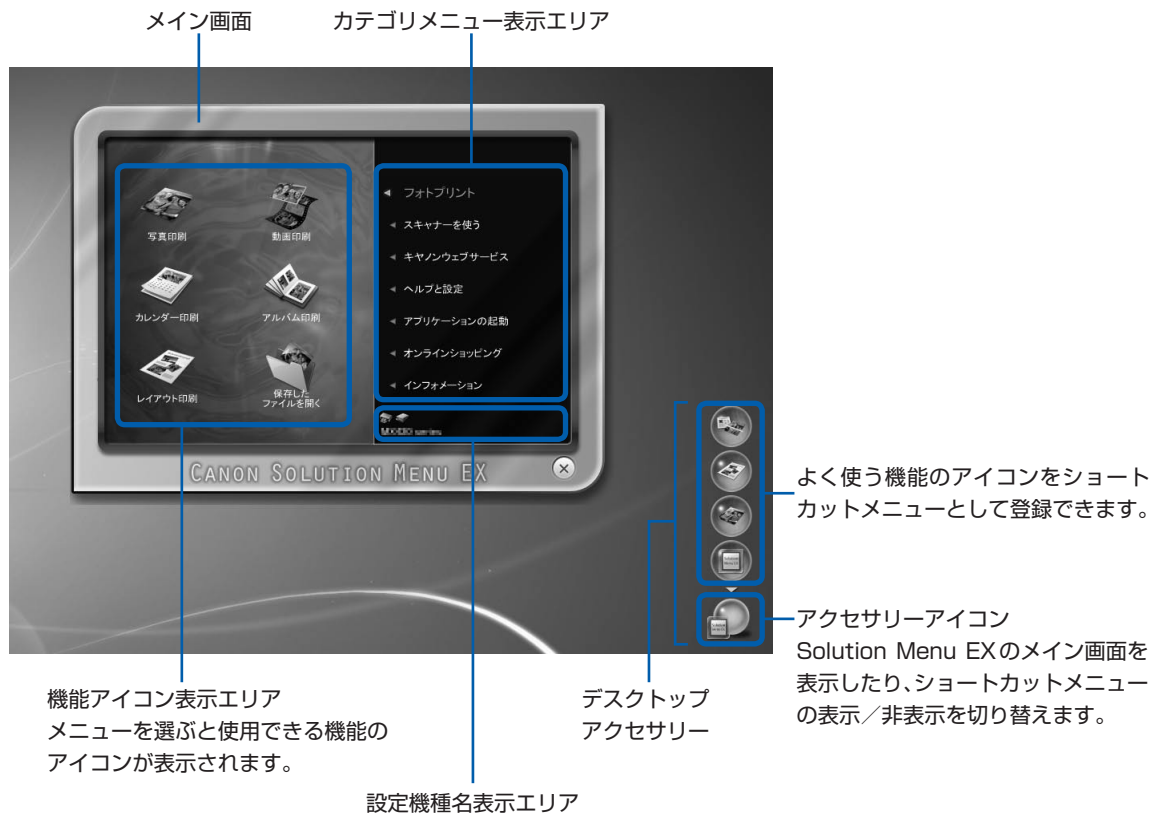 メイン画面
カテゴリメニュー表示エリア
写真印刷
動画印刷
カレンダー印刷
アルバム印刷
レイアウト印刷
保存した
ファイルを開く
フォトプリント
スキャナーを使う
キヤノンウェブサービス
ヘルプと設定
アプリケーションの起動
オンラインショッピング
インフォメーション
series
CANON SOLUTION MENU EX
よく使う機能のアイコンをショート
カットメニューとして登録できます。
アクセサリーアイコン
Solution Menu EXのメイン画面を
表示したり、ショートカットメニュー
の表示／非表示を切り替えます。
機能アイコン表示エリア
メニューを選ぶと使用できる機能の
アイコンが表示されます。
デスクトップ
アクセサリー
設定機種名表示エリア